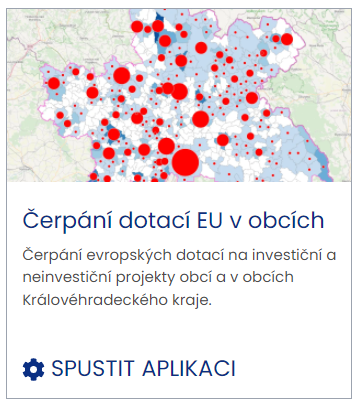 Čerpání dotací EU v obcích
Čerpání evropských dotací na investiční a
neinvestiční projekty obcí a v obcích
Královéhradeckého kraje.
SPUSTIT APLIKACI